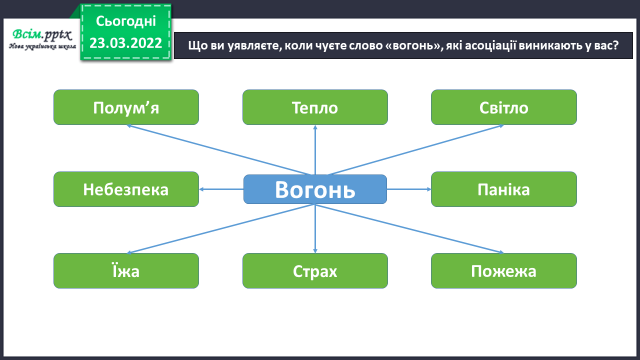 Всім.pptx
Нова українська школа
Сьогодні
23.03.2022
Що ви уявляєте, коли чуєте слово «вогонь», які асоціації виникають у вас?
Полум’я
Тепло
Світло
Небезпека
Вогонь
Паніка
Їжа
Страх
Пожежа